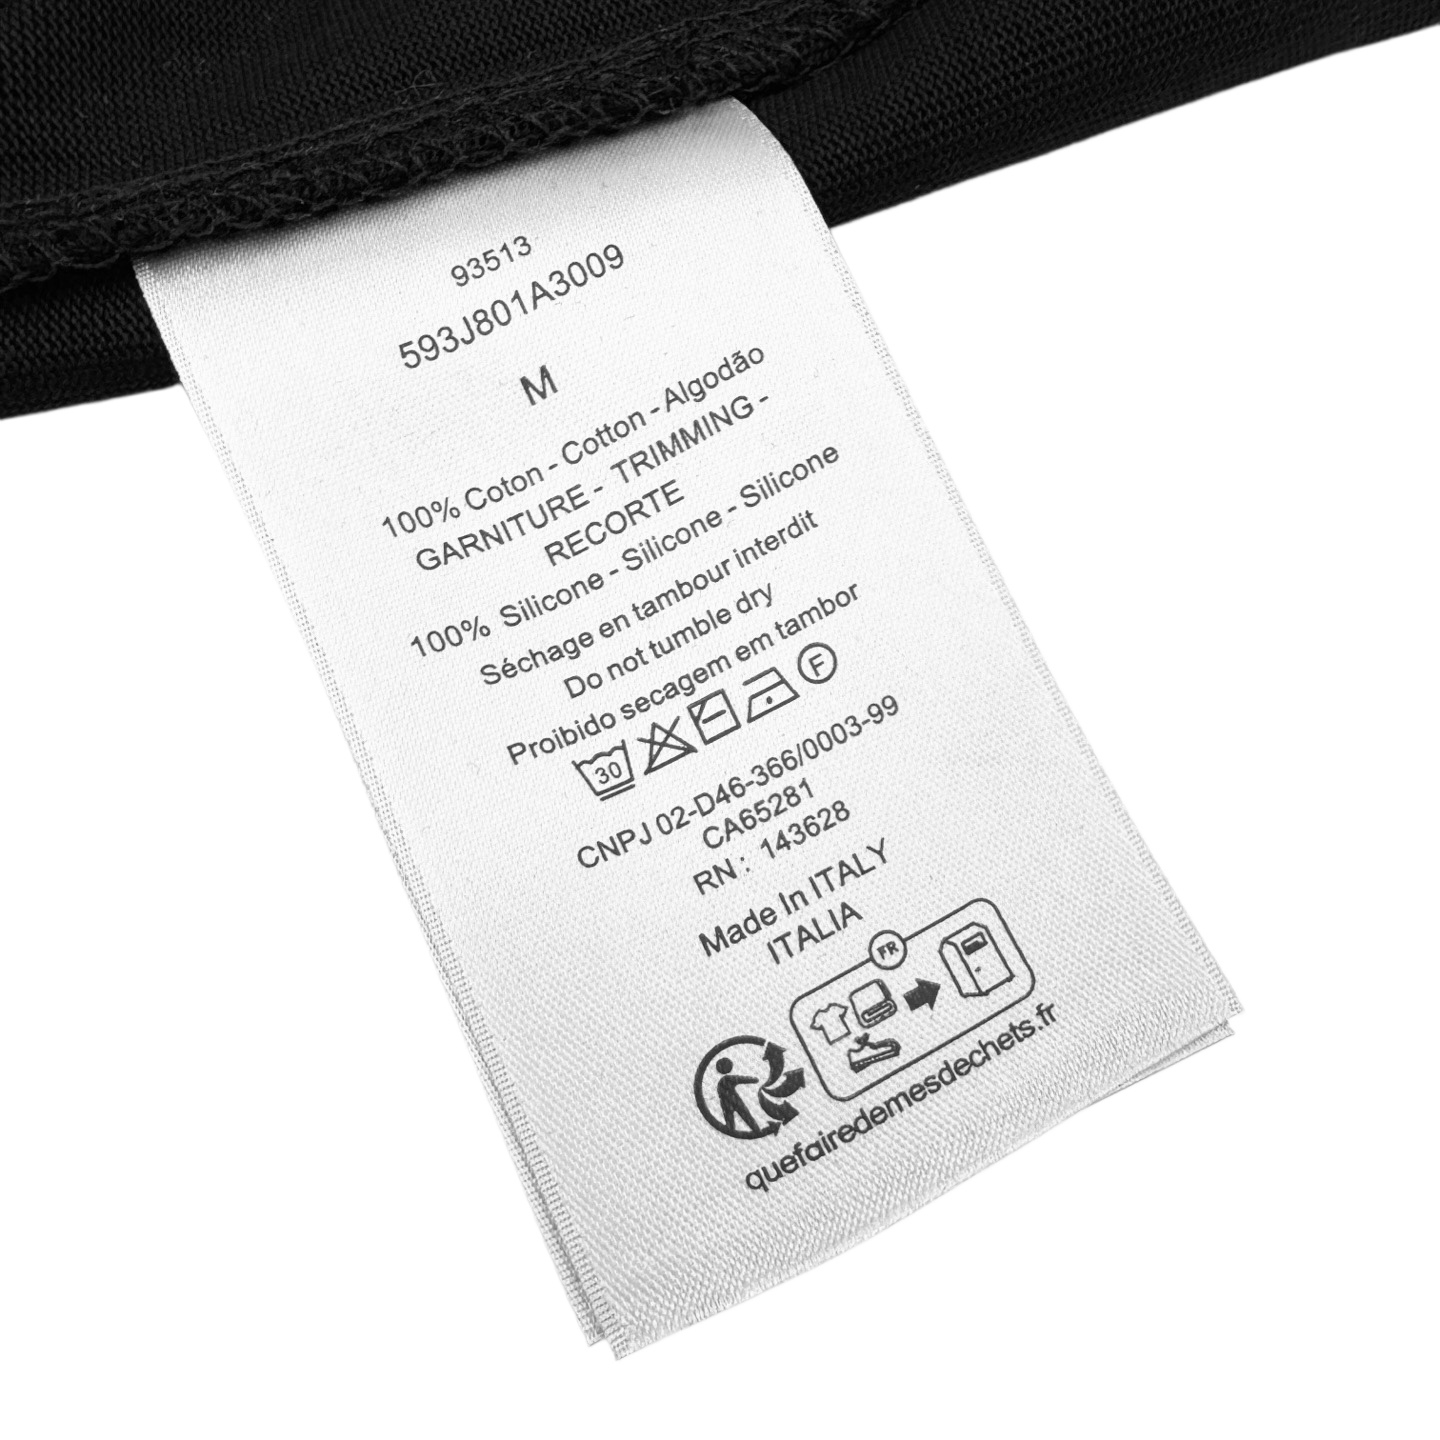 93513
593J801A3009
M
100% Coton - Cotton - Algodão
GARNITURE - TRIMMING -
RECORTE
100% Silicone - Silicone - Silicone
Séchage en tambour interdit
Do not tumble dry
Proibido secagem em tambor
30 F
CNPJ 02-D46-366/0003-99
CA65281
RN : 143628
Made In ITALY
ITALIA
FR
quefairedemesdechets.fr